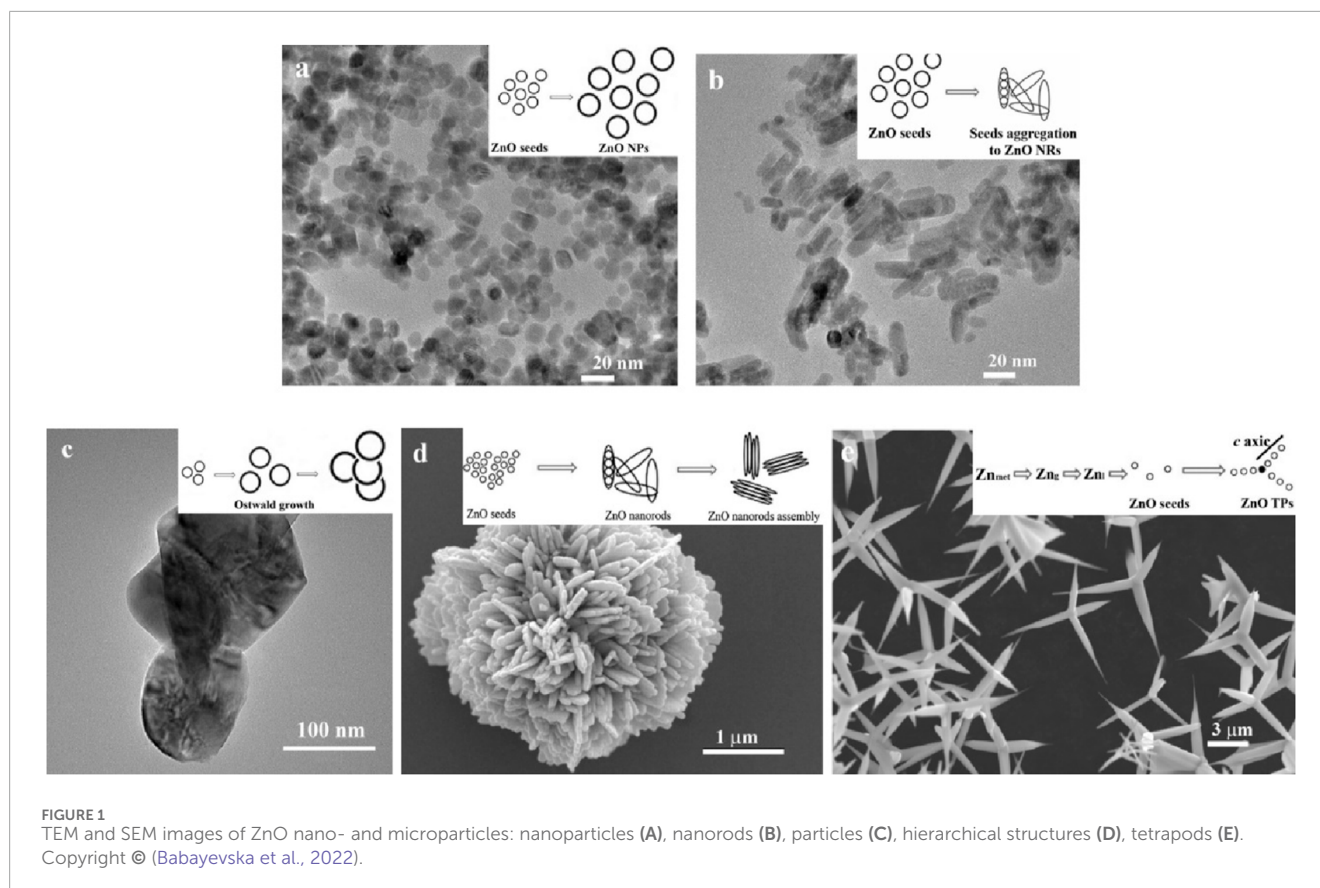 a
ZnO seeds
ZnO NPs
20 nm
b
ZnO seeds
Seeds aggregation
to ZnO NRs
20 nm
c
Ostwald growth
100 nm
d
ZnO seeds
ZnO nanorods
ZnO nanorods assembly
1 μm
e
c axic
Znmet ⇨ Zng ⇨ Znl ⇨
ZnO seeds
ZnO TPs
3 μm
FIGURE 1
TEM and SEM images of ZnO nano- and microparticles: nanoparticles (A), nanorods (B), particles (C), hierarchical structures (D), tetrapods (E).
Copyright © (Babayevska et al., 2022).